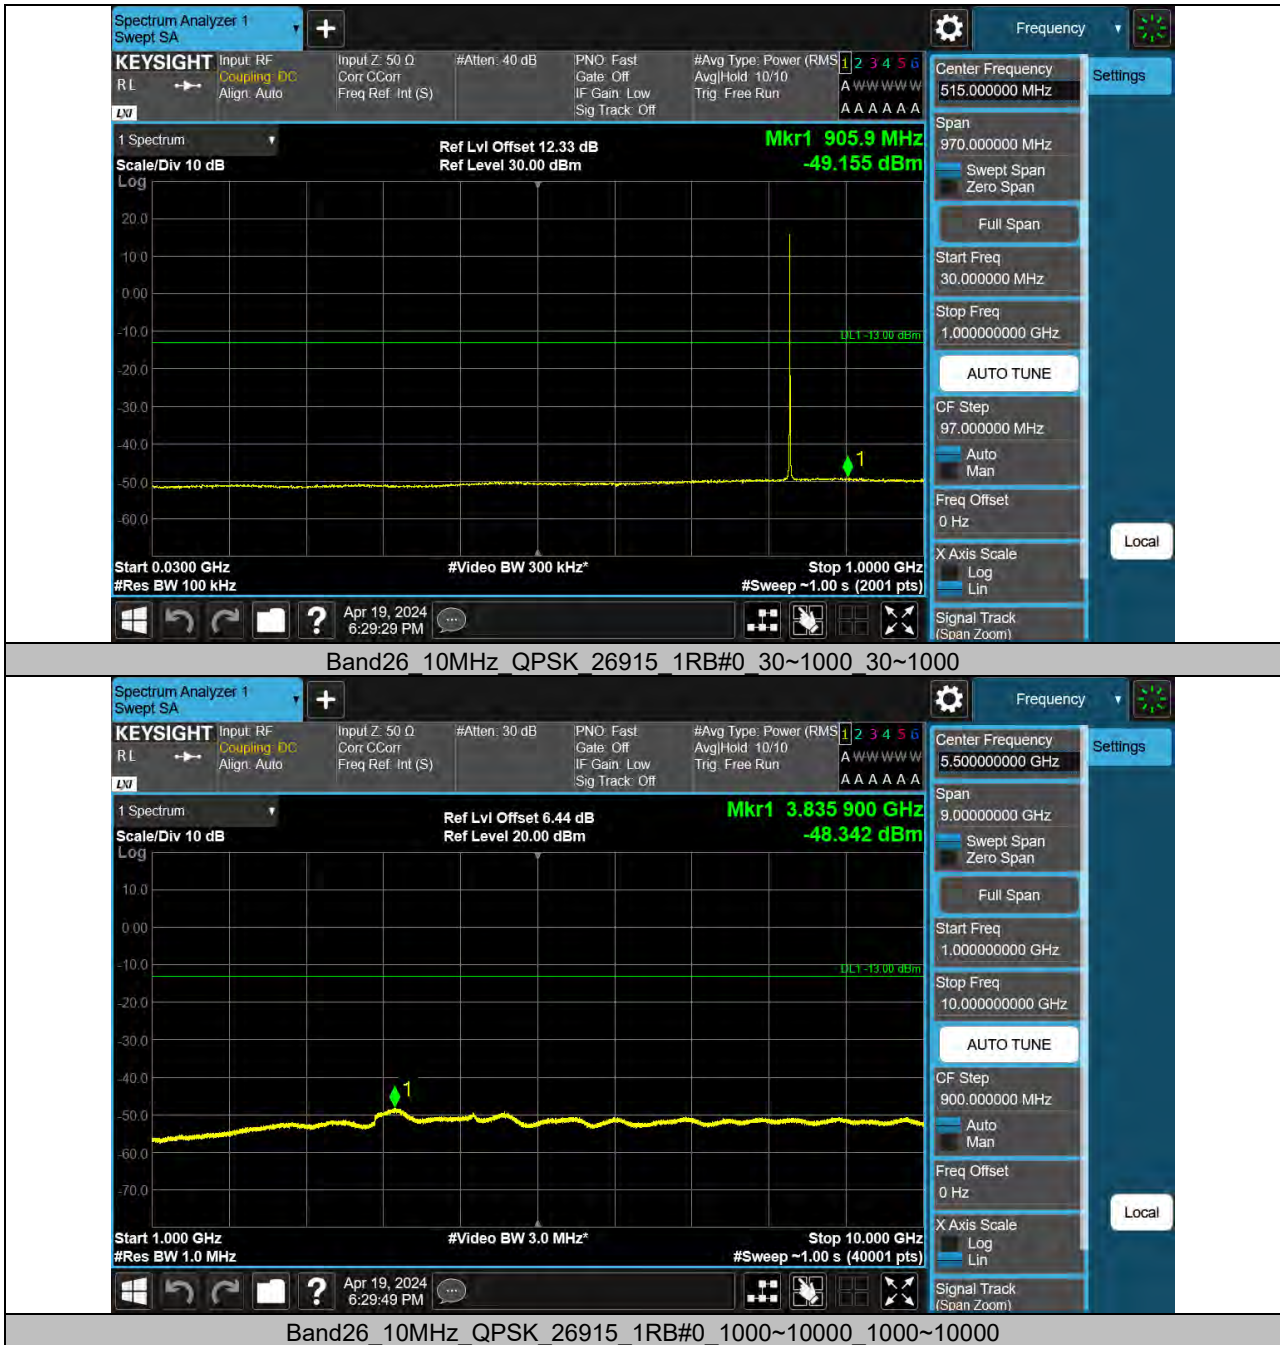 Spectrum Analyzer 1
Swept SA
Frequency
KEYSIGHT
RL
LXI
Input: RF
Coupling: DC
Align: Auto
Input Z: 50 Ω
Corr CCorr
Freq Ref: Int (S)
#Atten: 40 dB
PNO: Fast
Gate: Off
IF Gain: Low
Sig Track: Off
#Avg Type: Power (RMS
Avg|Hold: 10/10
Trig: Free Run
1 2 3 4 5 6
A W W W W W
A A A A A A
1 Spectrum
Scale/Div 10 dB
Ref Lvl Offset 12.33 dB
Ref Level 30.00 dBm
Mkr1 905.9 MHz
-49.155 dBm
Log
20.0
10.0
0.00
-10.0
-20.0
-30.0
-40.0
-50.0
-60.0
DL1 -13.00 dBm
1
Start 0.0300 GHz
#Res BW 100 kHz
#Video BW 300 kHz*
Stop 1.0000 GHz
#Sweep ~1.00 s (2001 pts)
Apr 19, 2024
6:29:29 PM
Center Frequency
515.000000 MHz
Span
970.000000 MHz
Swept Span
Zero Span
Full Span
Start Freq
30.000000 MHz
Stop Freq
1.000000000 GHz
AUTO TUNE
CF Step
97.000000 MHz
Auto
Man
Freq Offset
0 Hz
X Axis Scale
Log
Lin
Signal Track
(Span Zoom)
Settings
Local
Band26_10MHz_QPSK_26915_1RB#0_30~1000_30~1000
Spectrum Analyzer 1
Swept SA
Frequency
KEYSIGHT
RL
LXI
Input: RF
Coupling: DC
Align: Auto
Input Z: 50 Ω
Corr CCorr
Freq Ref: Int (S)
#Atten: 30 dB
PNO: Fast
Gate: Off
IF Gain: Low
Sig Track: Off
#Avg Type: Power (RMS
Avg|Hold: 10/10
Trig: Free Run
1 2 3 4 5 6
A W W W W W
A A A A A A
1 Spectrum
Scale/Div 10 dB
Ref Lvl Offset 6.44 dB
Ref Level 20.00 dBm
Mkr1 3.835 900 GHz
-48.342 dBm
Log
10.0
0.00
-10.0
-20.0
-30.0
-40.0
-50.0
-60.0
-70.0
DL1 -13.00 dBm
1
Start 1.000 GHz
#Res BW 1.0 MHz
#Video BW 3.0 MHz*
Stop 10.000 GHz
#Sweep ~1.00 s (40001 pts)
Apr 19, 2024
6:29:49 PM
Center Frequency
5.500000000 GHz
Span
9.00000000 GHz
Swept Span
Zero Span
Full Span
Start Freq
1.000000000 GHz
Stop Freq
10.000000000 GHz
AUTO TUNE
CF Step
900.000000 MHz
Auto
Man
Freq Offset
0 Hz
X Axis Scale
Log
Lin
Signal Track
(Span Zoom)
Settings
Local
Band26_10MHz_QPSK_26915_1RB#0_1000~10000_1000~10000